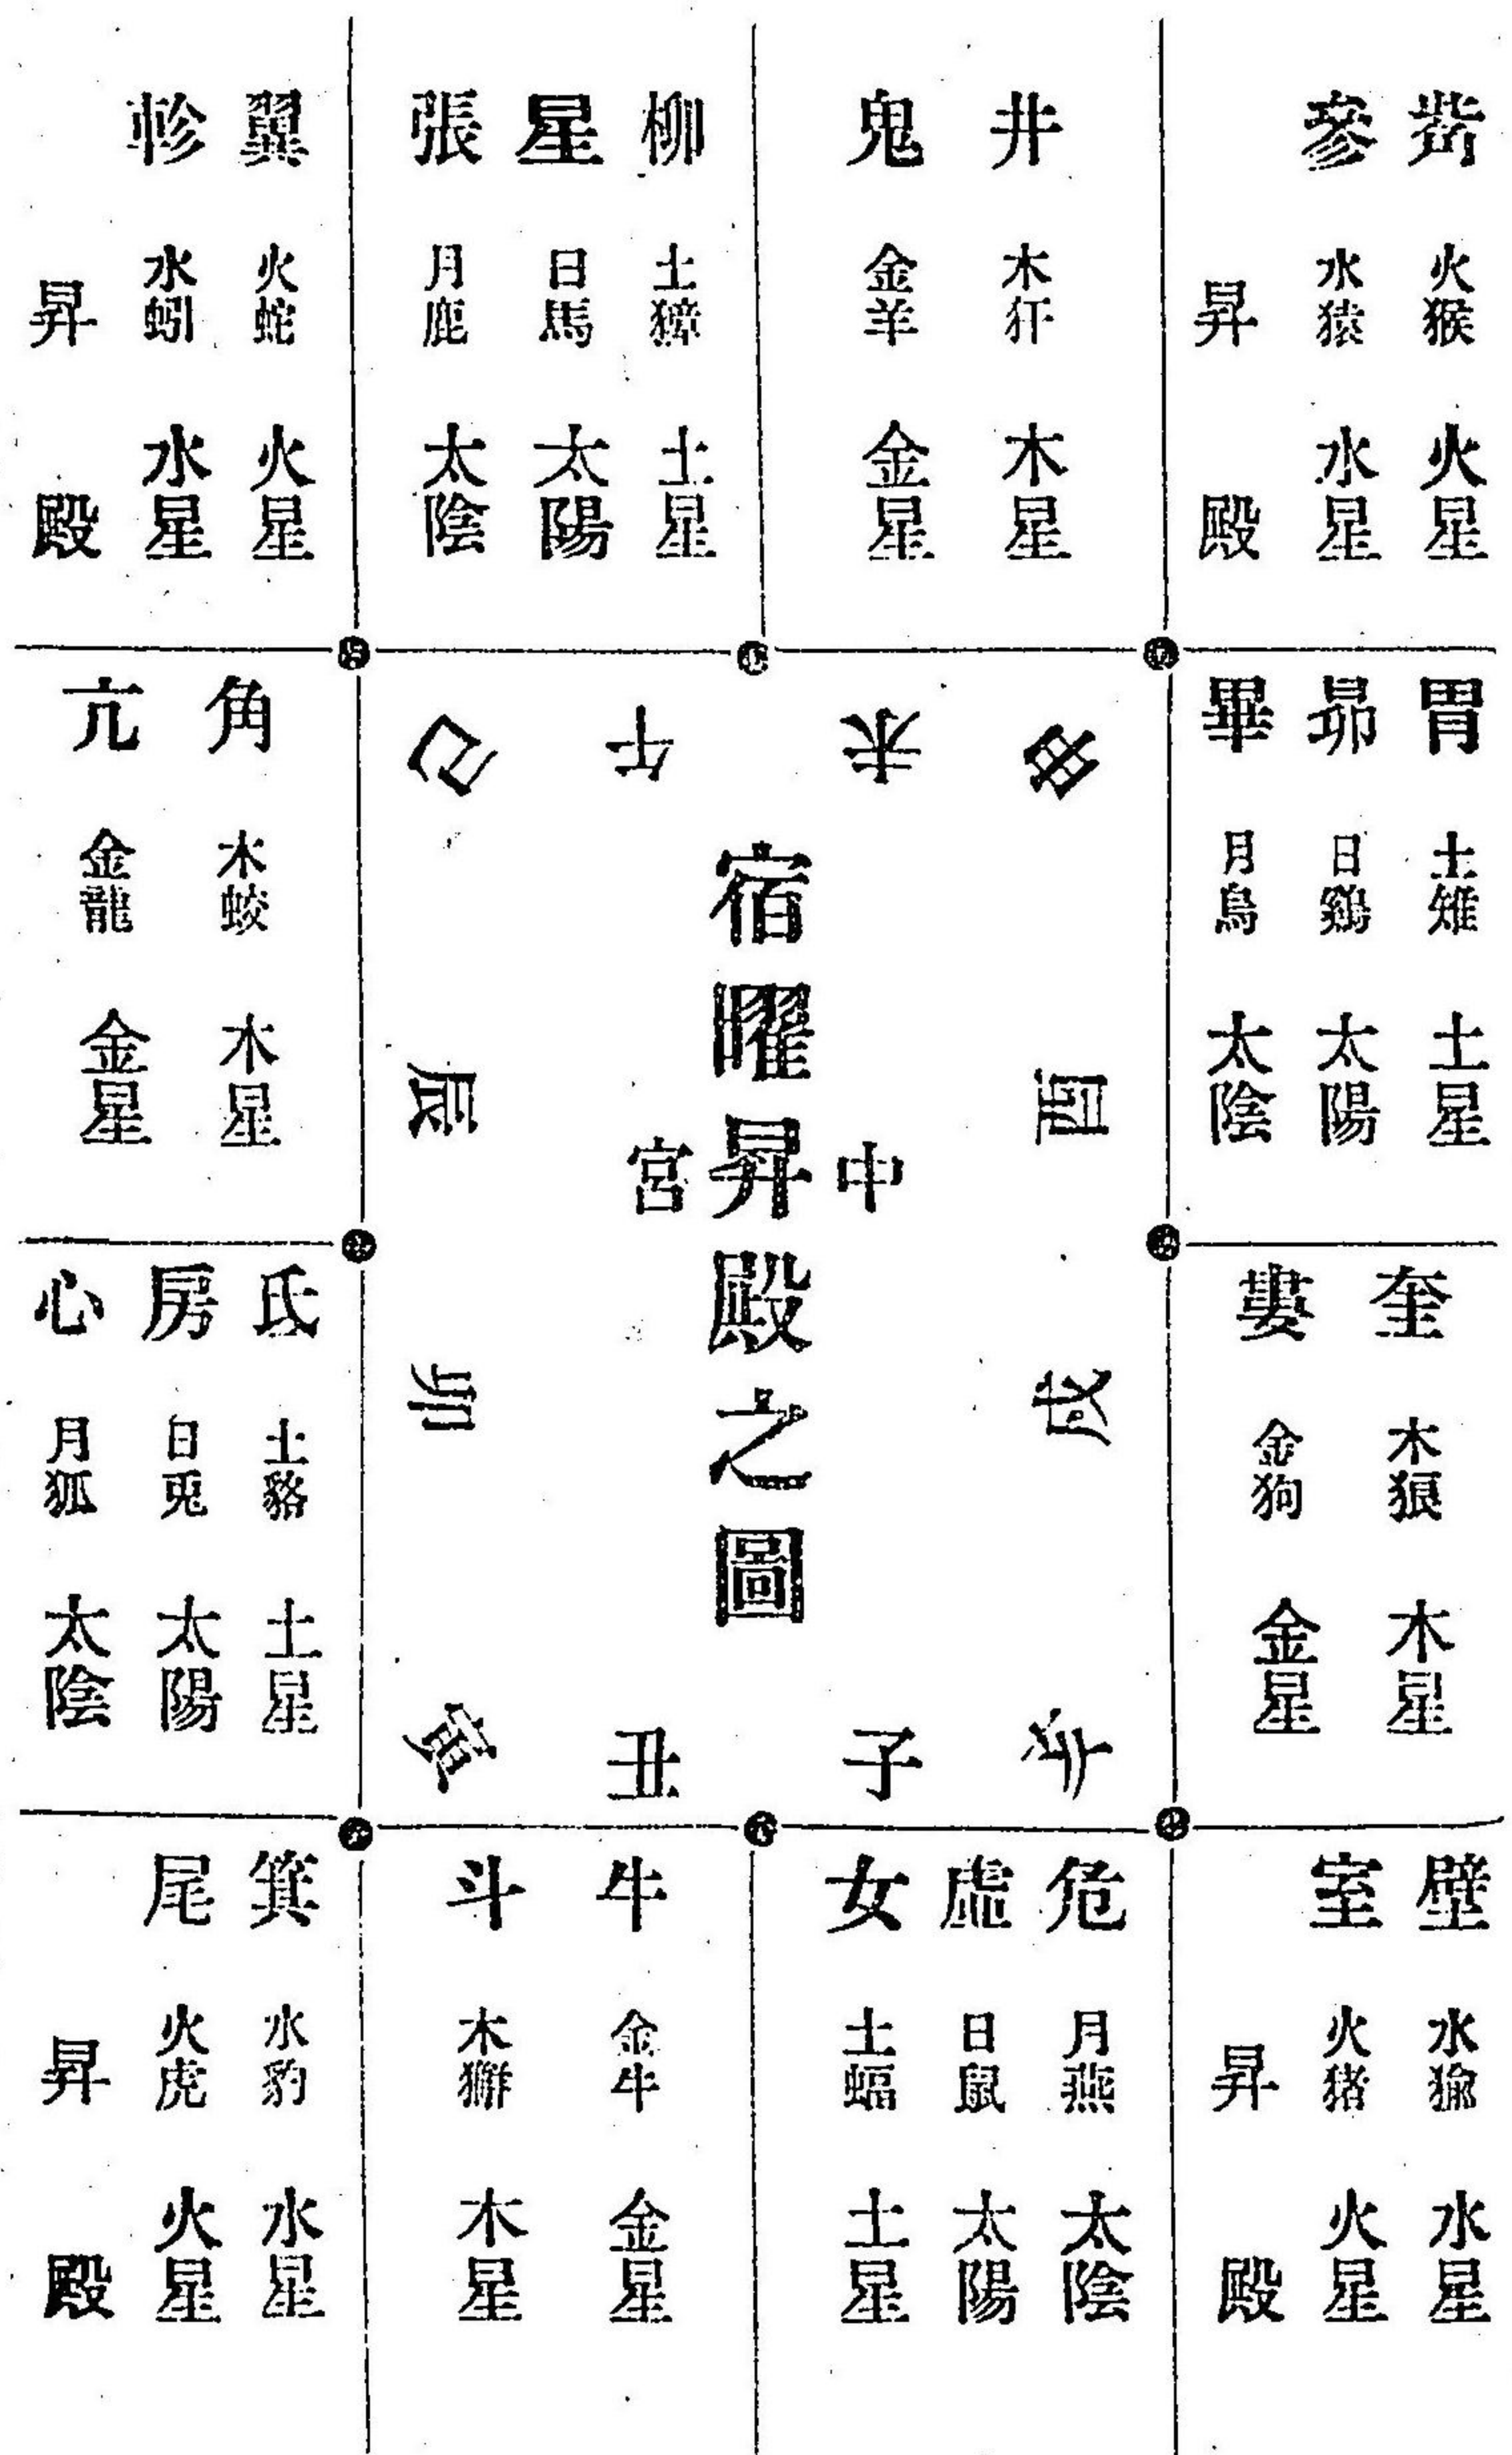 觜火猴火星
參水猿水星
昇殿
井木犴木星
鬼金羊金星
柳土獐土星
星日馬太陽
張月鹿太陰
翼火蛇火星
軫水蚓水星
昇殿
胃土雉土星
昴日鷄太陽
畢月鳥太陰
奎木狼木星
婁金狗金星
申
未
午
巳
辰
卯
寅
丑
子
亥
戌
酉
中宮
宿曜昇殿之圖
角木蛟木星
亢金龍金星
氐土貉土星
房日兎太陽
心月狐太陰
壁水㺄水星
室火猪火星
昇殿
危月燕太陰
虛日鼠太陽
女土蝠土星
牛金牛金星
斗木獬木星
箕水豹水星
尾火虎火星
昇殿